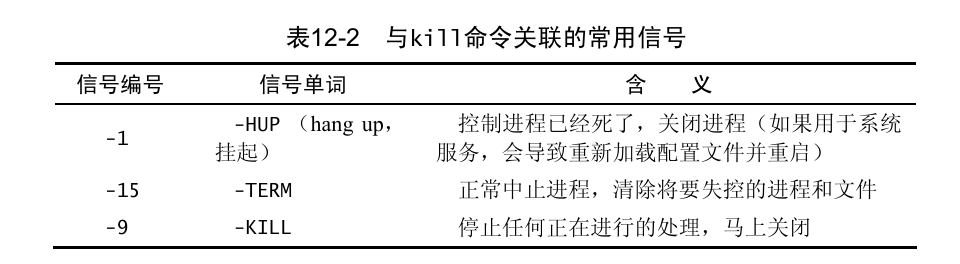 表12-2 与kill命令关联的常用信号
信号编号 信号单词 含 义
-1 -HUP （hang up, 挂起） 控制进程已经死了，关闭进程（如果用于系统
服务，会导致重新加载配置文件并重启）
-15 -TERM 正常中止进程，清除将要失控的进程和文件
-9 -KILL 停止任何正在进行的处理，马上关闭